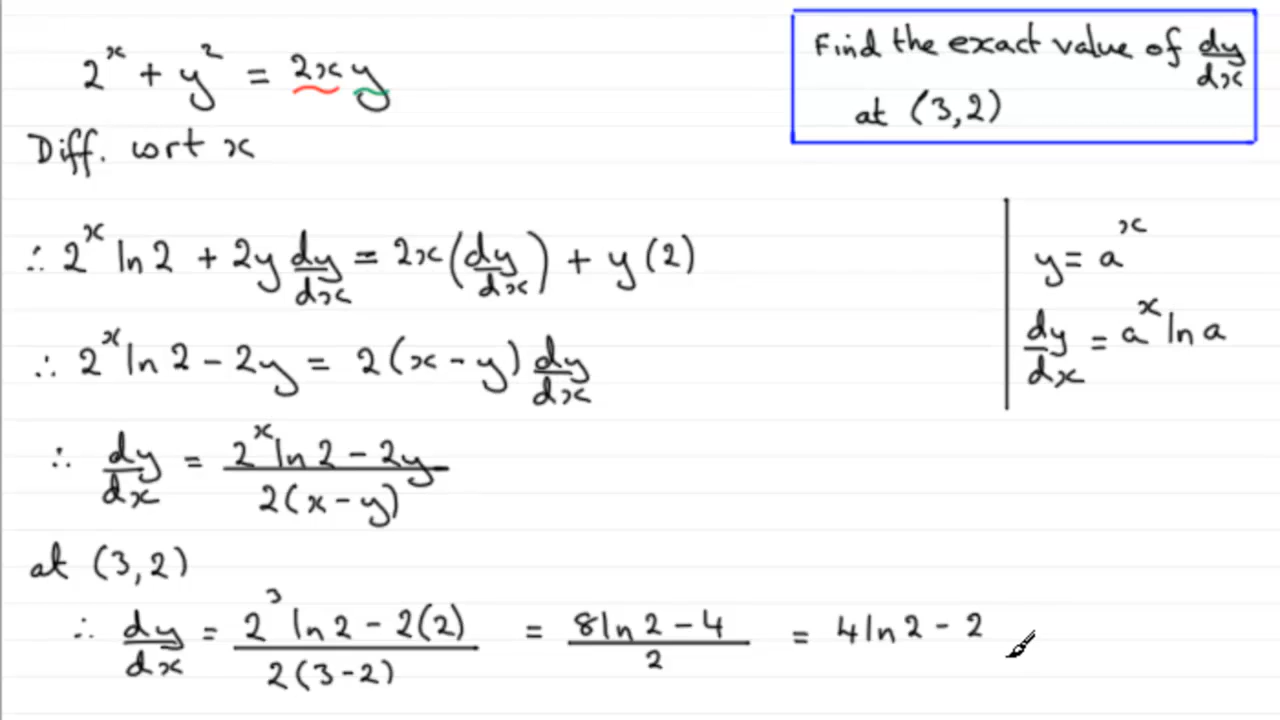 2^x + y^2 = 2xy
Find the exact value of dy/dx
at (3,2)
Diff. wrt x
∴ 2^x ln 2 + 2y dy/dx = 2x(dy/dx) + y(2)
y = a^x
dy/dx = a^x ln a
∴ 2^x ln 2 - 2y = 2(x - y) dy/dx
∴ dy/dx = (2^x ln 2 - 2y)/(2(x - y))
at (3,2)
∴ dy/dx = (2^3 ln 2 - 2(2))/(2(3-2)) = (8 ln 2 - 4)/2 = 4 ln 2 - 2